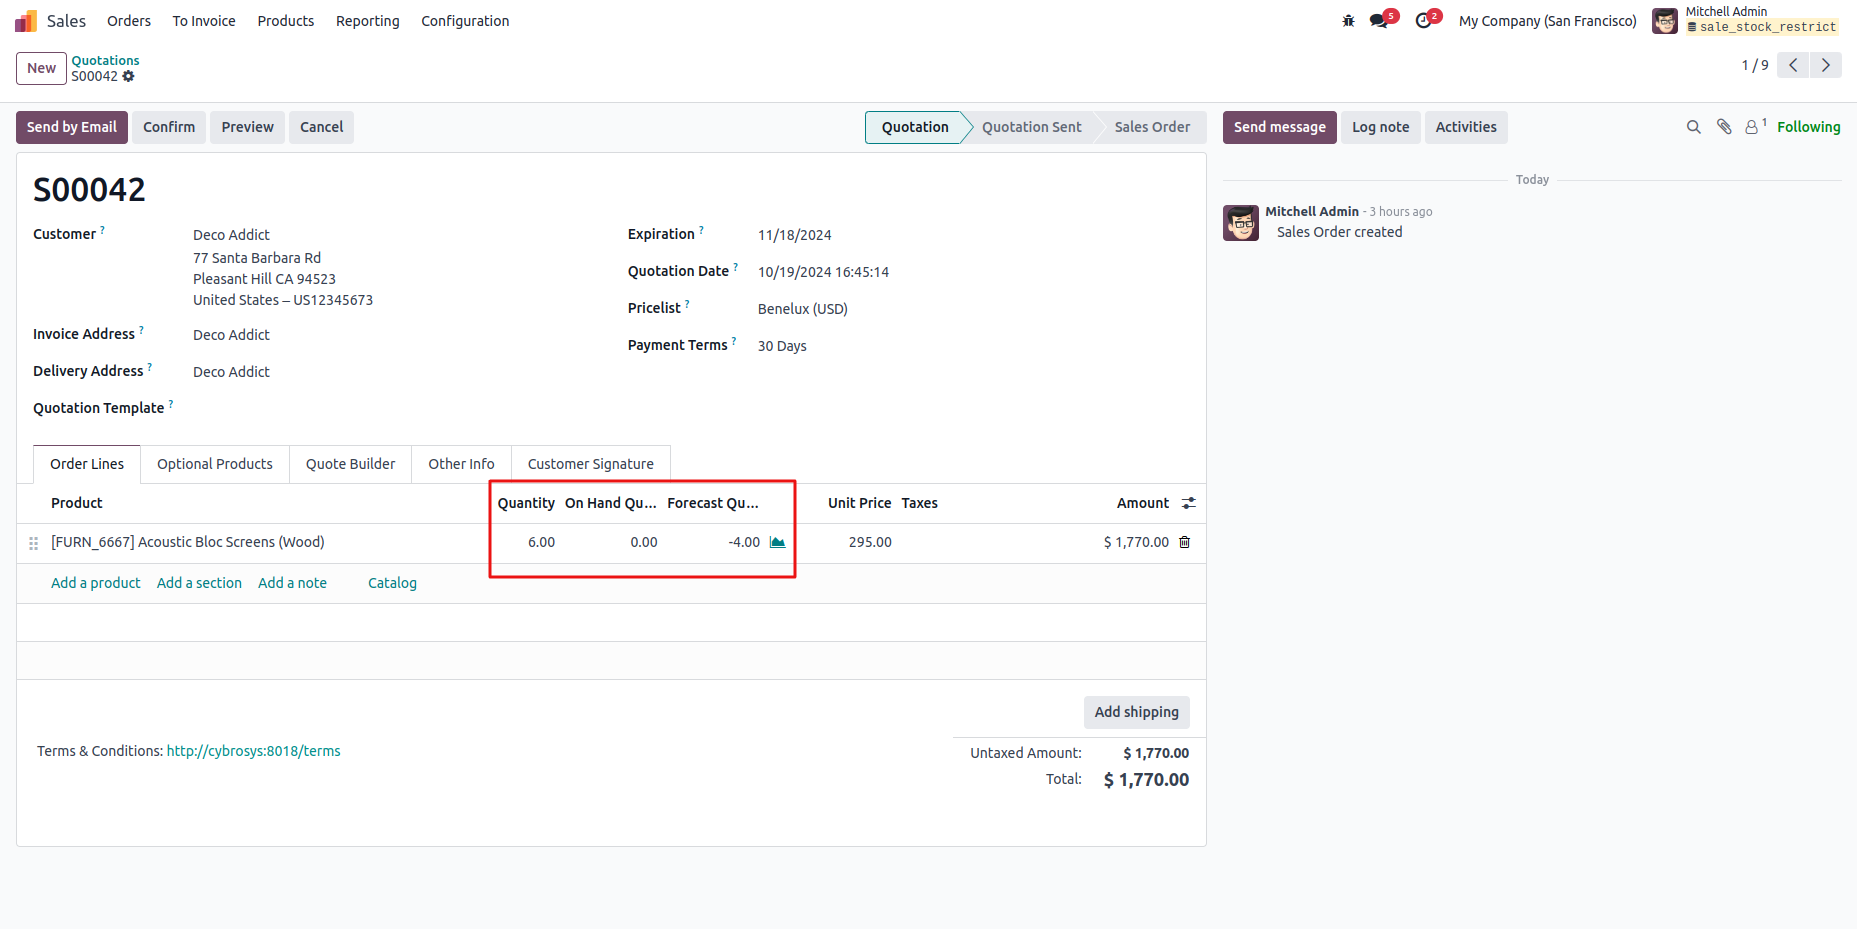 Sales Orders To Invoice Products Reporting Configuration 5 2 My Company (San Francisco) Mitchell Admin
sale_stock_restrict
New Quotations
S00042
1 / 9
Send by Email Confirm Preview Cancel Quotation Quotation Sent Sales Order Send message Log note Activities 1 Following
S00042
Today
Mitchell Admin - 3 hours ago
Sales Order created
Customer ? Deco Addict
77 Santa Barbara Rd
Pleasant Hill CA 94523
United States – US12345673
Invoice Address ? Deco Addict
Delivery Address ? Deco Addict
Quotation Template ?
Expiration ? 11/18/2024
Quotation Date ? 10/19/2024 16:45:14
Pricelist ? Benelux (USD)
Payment Terms ? 30 Days
Order Lines Optional Products Quote Builder Other Info Customer Signature
Product Quantity On Hand Qu... Forecast Qu... Unit Price Taxes Amount
[FURN_6667] Acoustic Bloc Screens (Wood) 6.00 0.00 -4.00 295.00 $ 1,770.00
Add a product Add a section Add a note Catalog
Add shipping
Terms & Conditions: http://cybrosys:8018/terms
Untaxed Amount: $ 1,770.00
Total: $ 1,770.00